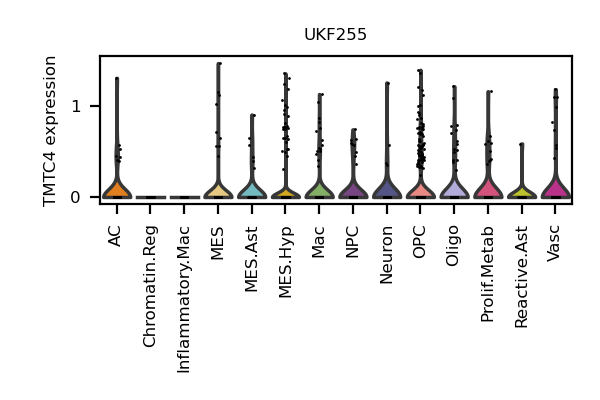 UKF255
TMTC4 expression
1
0
AC
Chromatin.Reg
Inflammatory.Mac
MES
MES.Ast
MES.Hyp
Mac
NPC
Neuron
OPC
Oligo
Prolif.Metab
Reactive.Ast
Vasc